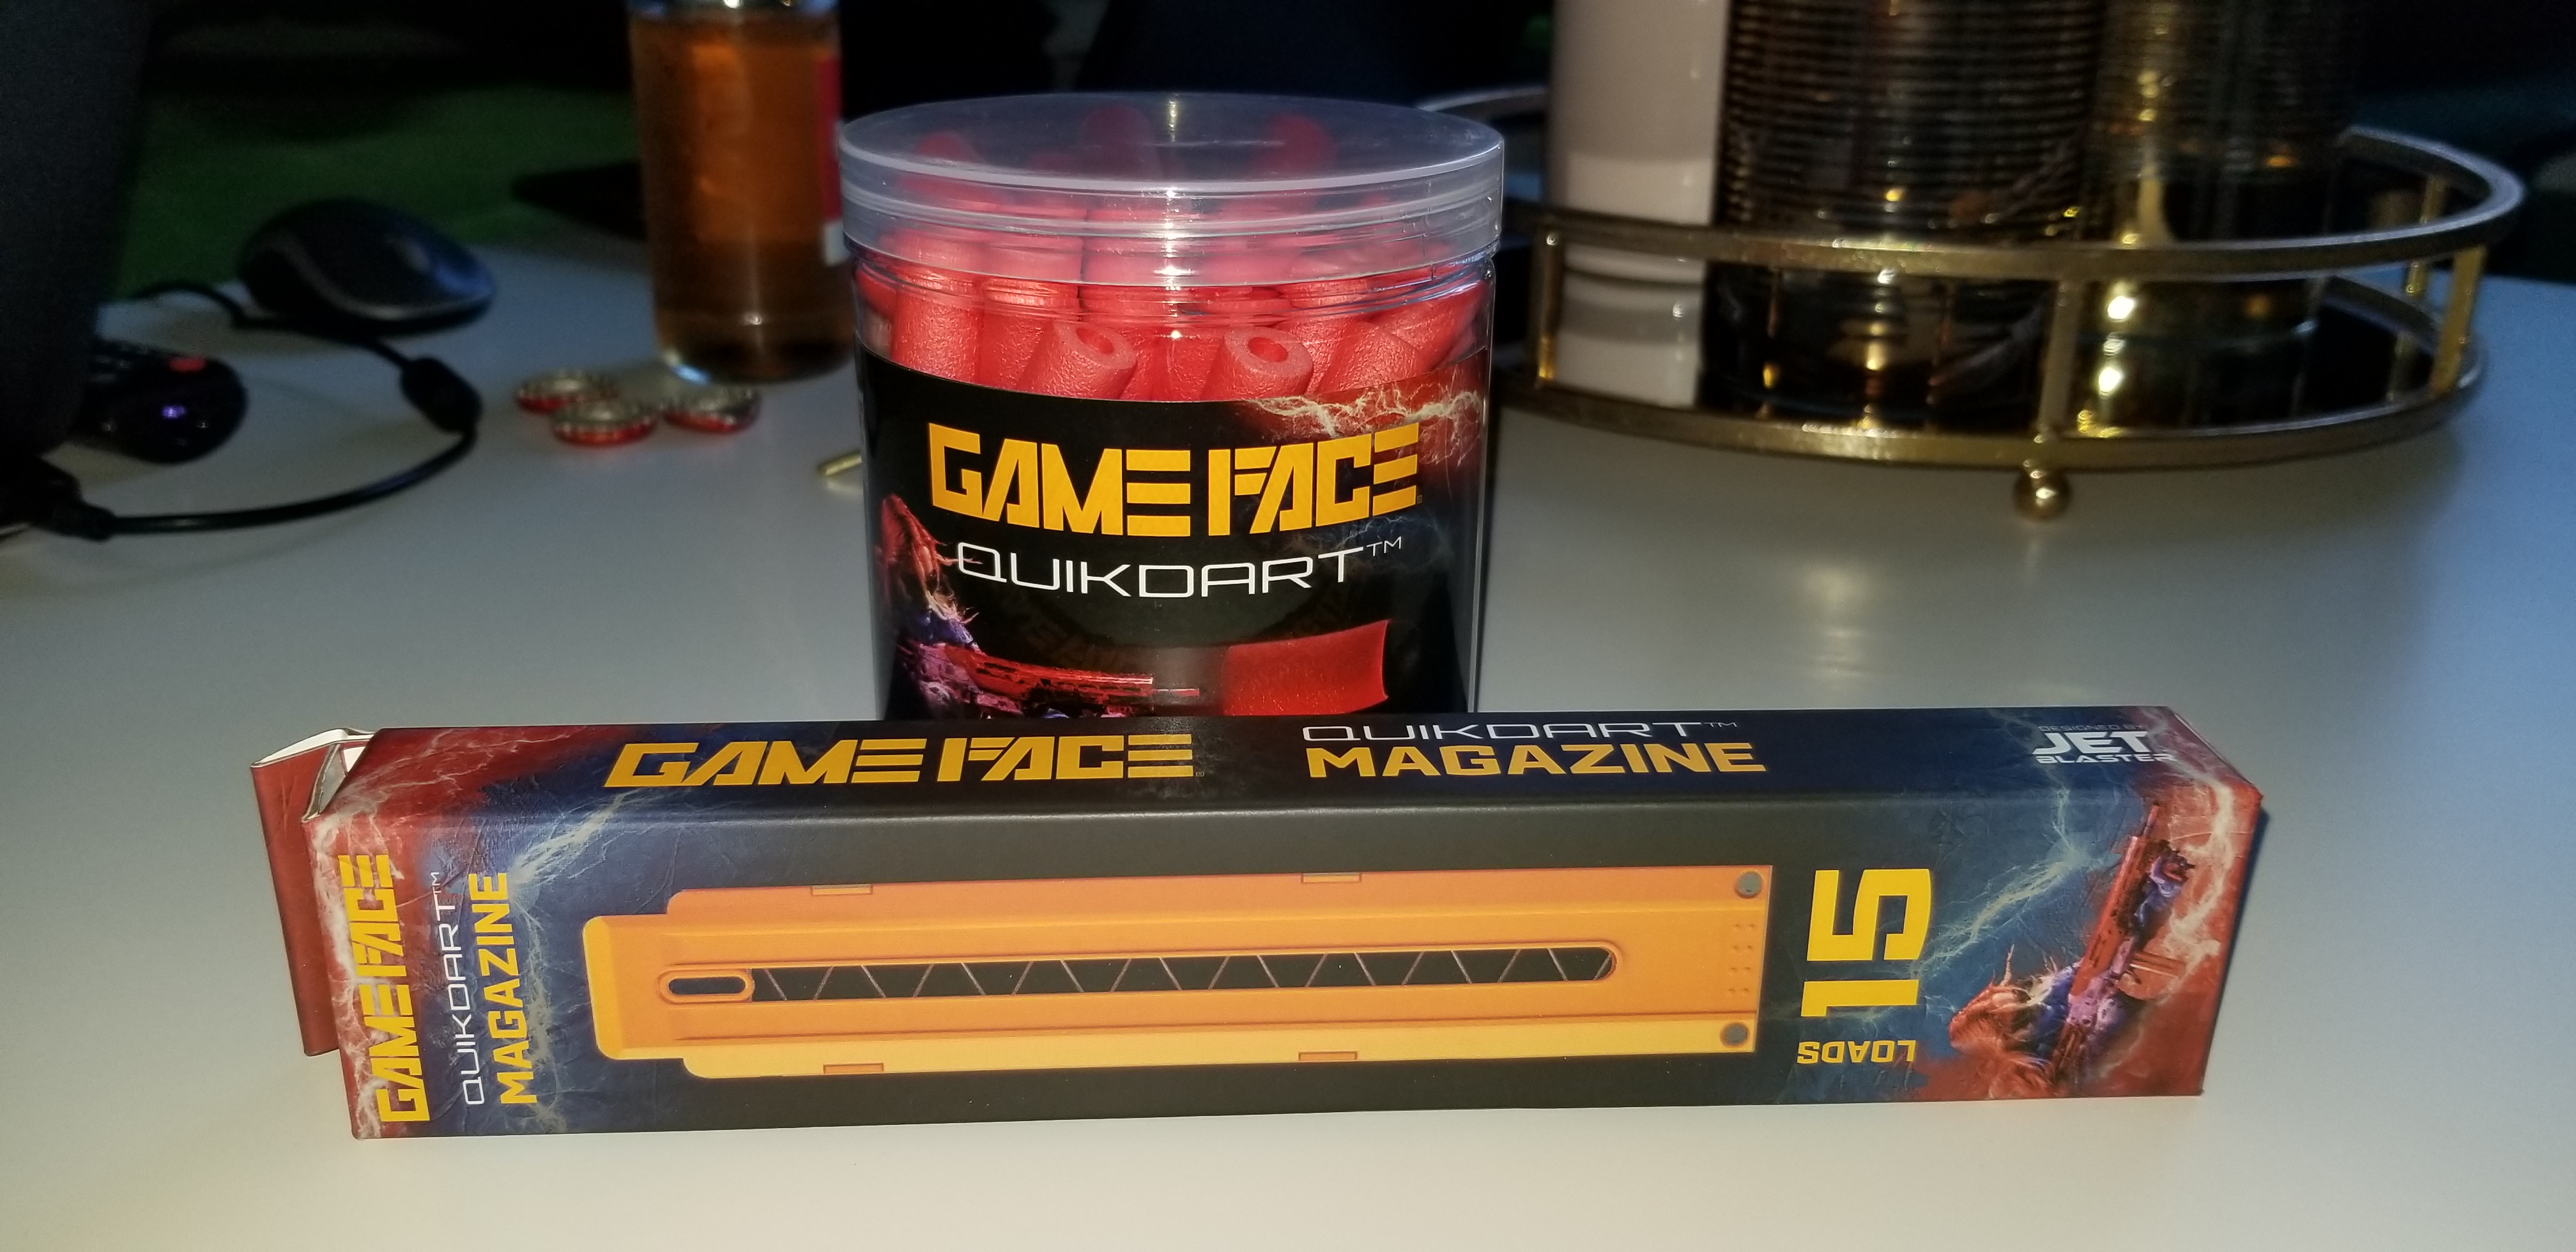 GAME FACE
QUIKDART™
GAME FACE
QUIKDART™
MAGAZINE
DESIGNED BY
JET
BLASTER
GAME FACE
QUIKDART™
MAGAZINE
LOADS
15